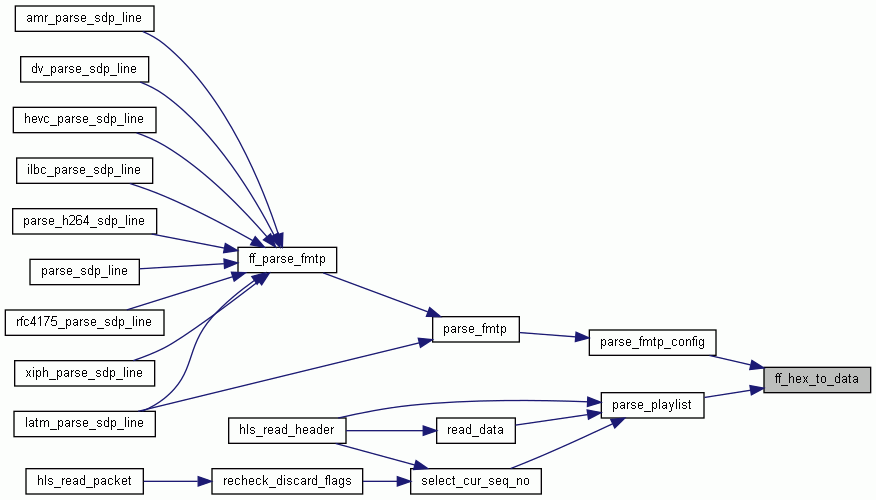 amr_parse_sdp_line
dv_parse_sdp_line
hevc_parse_sdp_line
ilbc_parse_sdp_line
parse_h264_sdp_line
ff_parse_fmtp
parse_sdp_line
rfc4175_parse_sdp_line
parse_fmtp
parse_fmtp_config
xiph_parse_sdp_line
ff_hex_to_data
parse_playlist
latm_parse_sdp_line
hls_read_header
read_data
hls_read_packet
recheck_discard_flags
select_cur_seq_no